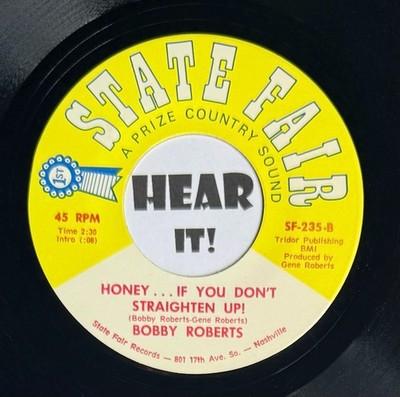 STATE FAIR
A PRIZE COUNTRY SOUND
1ST
HEAR
IT!
45 RPM
Time 2:30
Intro (:08)
SF-235-B
Tridor Publishing
BMI
Produced by
Gene Roberts
HONEY...IF YOU DON'T
STRAIGHTEN UP!
(Bobby Roberts-Gene Roberts)
BOBBY ROBERTS
State Fair Records — 801 17th Ave. So. — Nashville